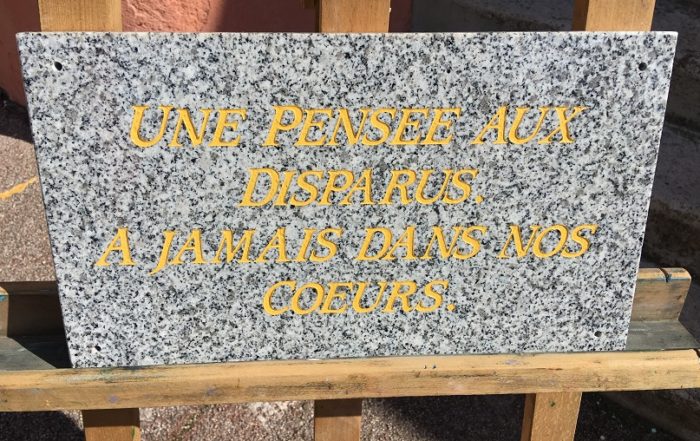 UNE PENSEE AUX
DISPARUS.
A JAMAIS DANS NOS
COEURS.